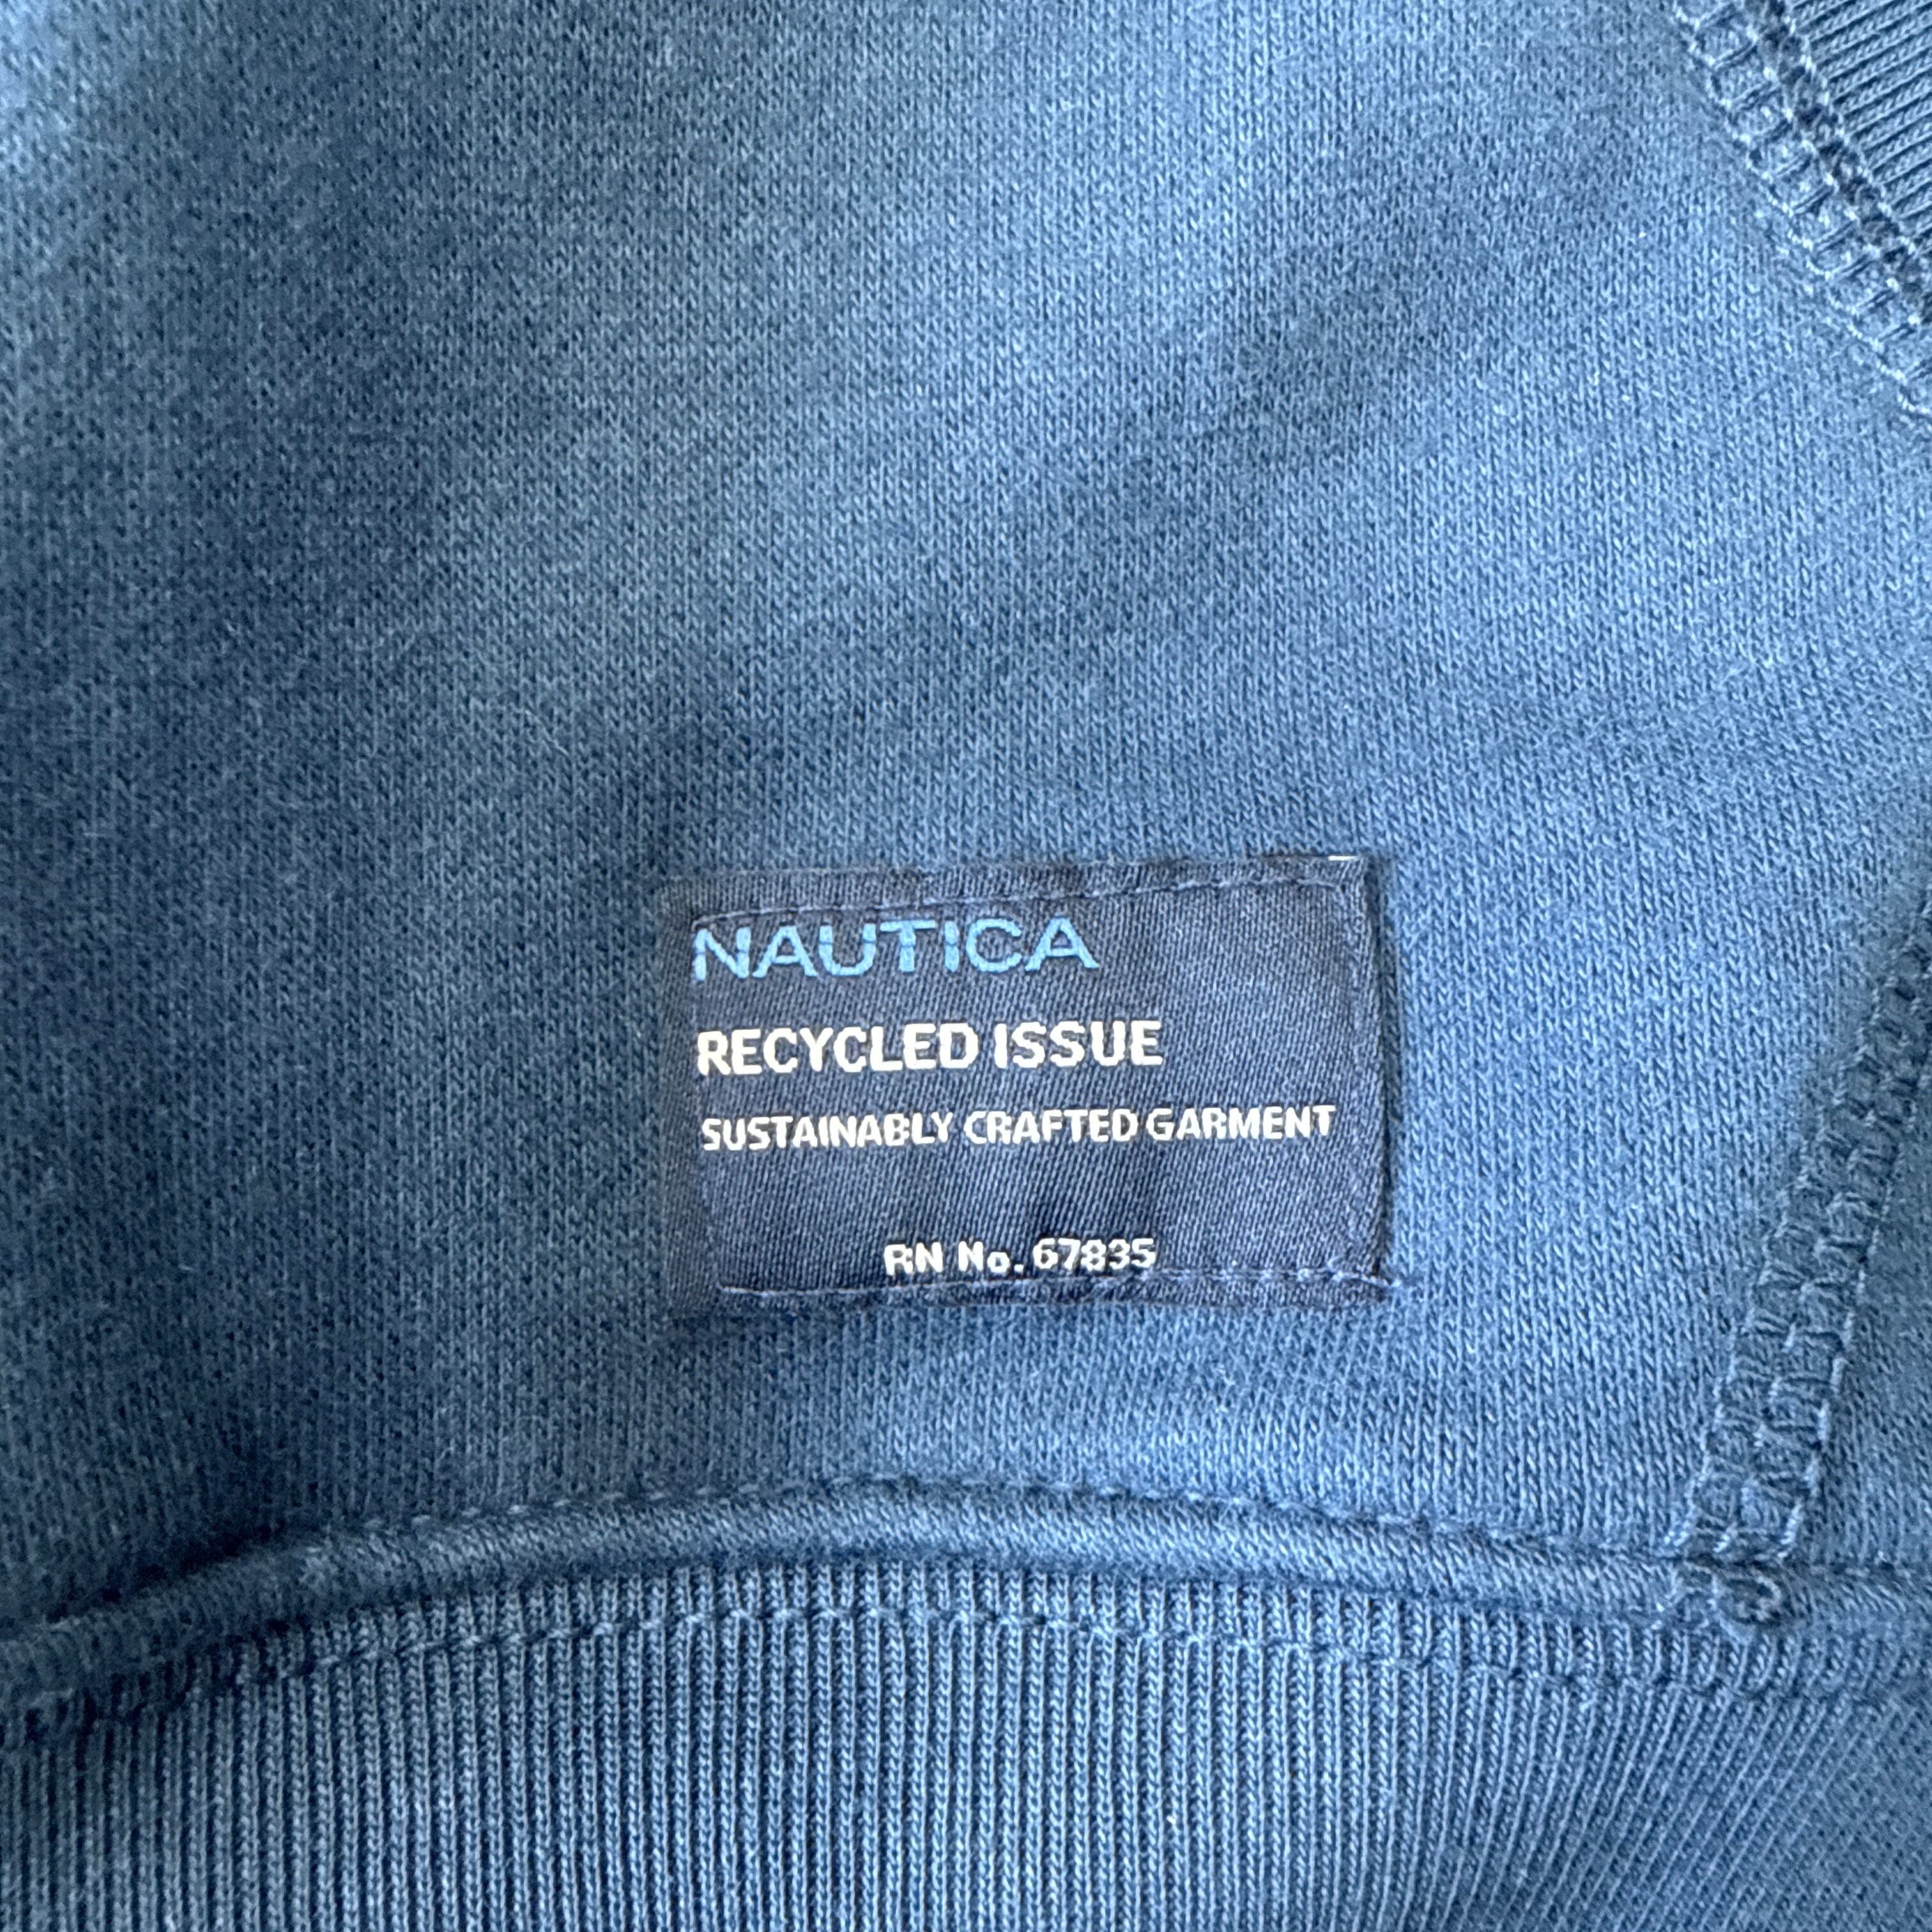 NAUTICA
RECYCLED ISSUE
SUSTAINABLY CRAFTED GARMENT
RN No. 67835